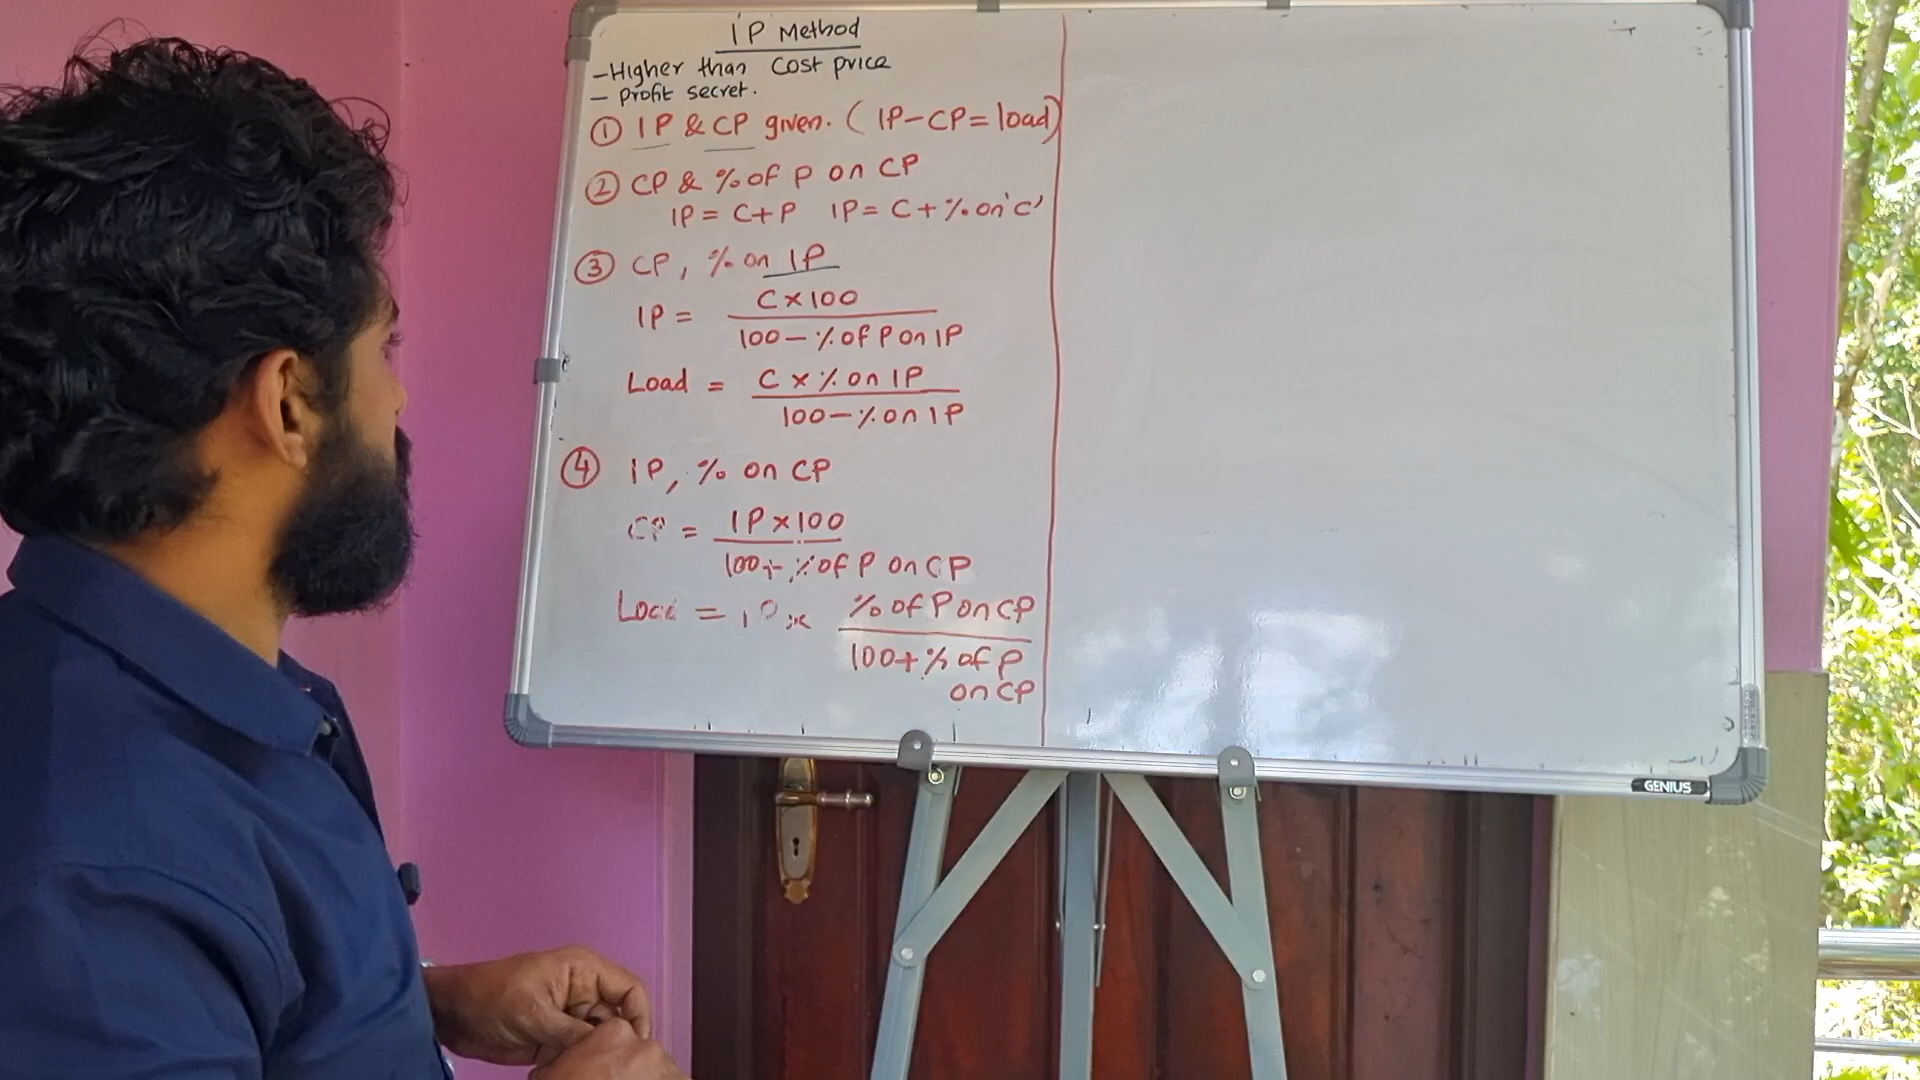 IP Method
- Higher than cost price
- profit secret.
① IP & CP given. (IP-CP=load)
② CP & % of P on CP
IP = C+P IP = C+% on 'C'
③ CP, % on IP
IP = C×100
100-% of P on IP
Load = C × % on IP
100-% on IP
④ IP, % on CP
CP = IP×100
100+% of P on CP
Load = IP × % of P on CP
100+% of P
on CP
GENIUS